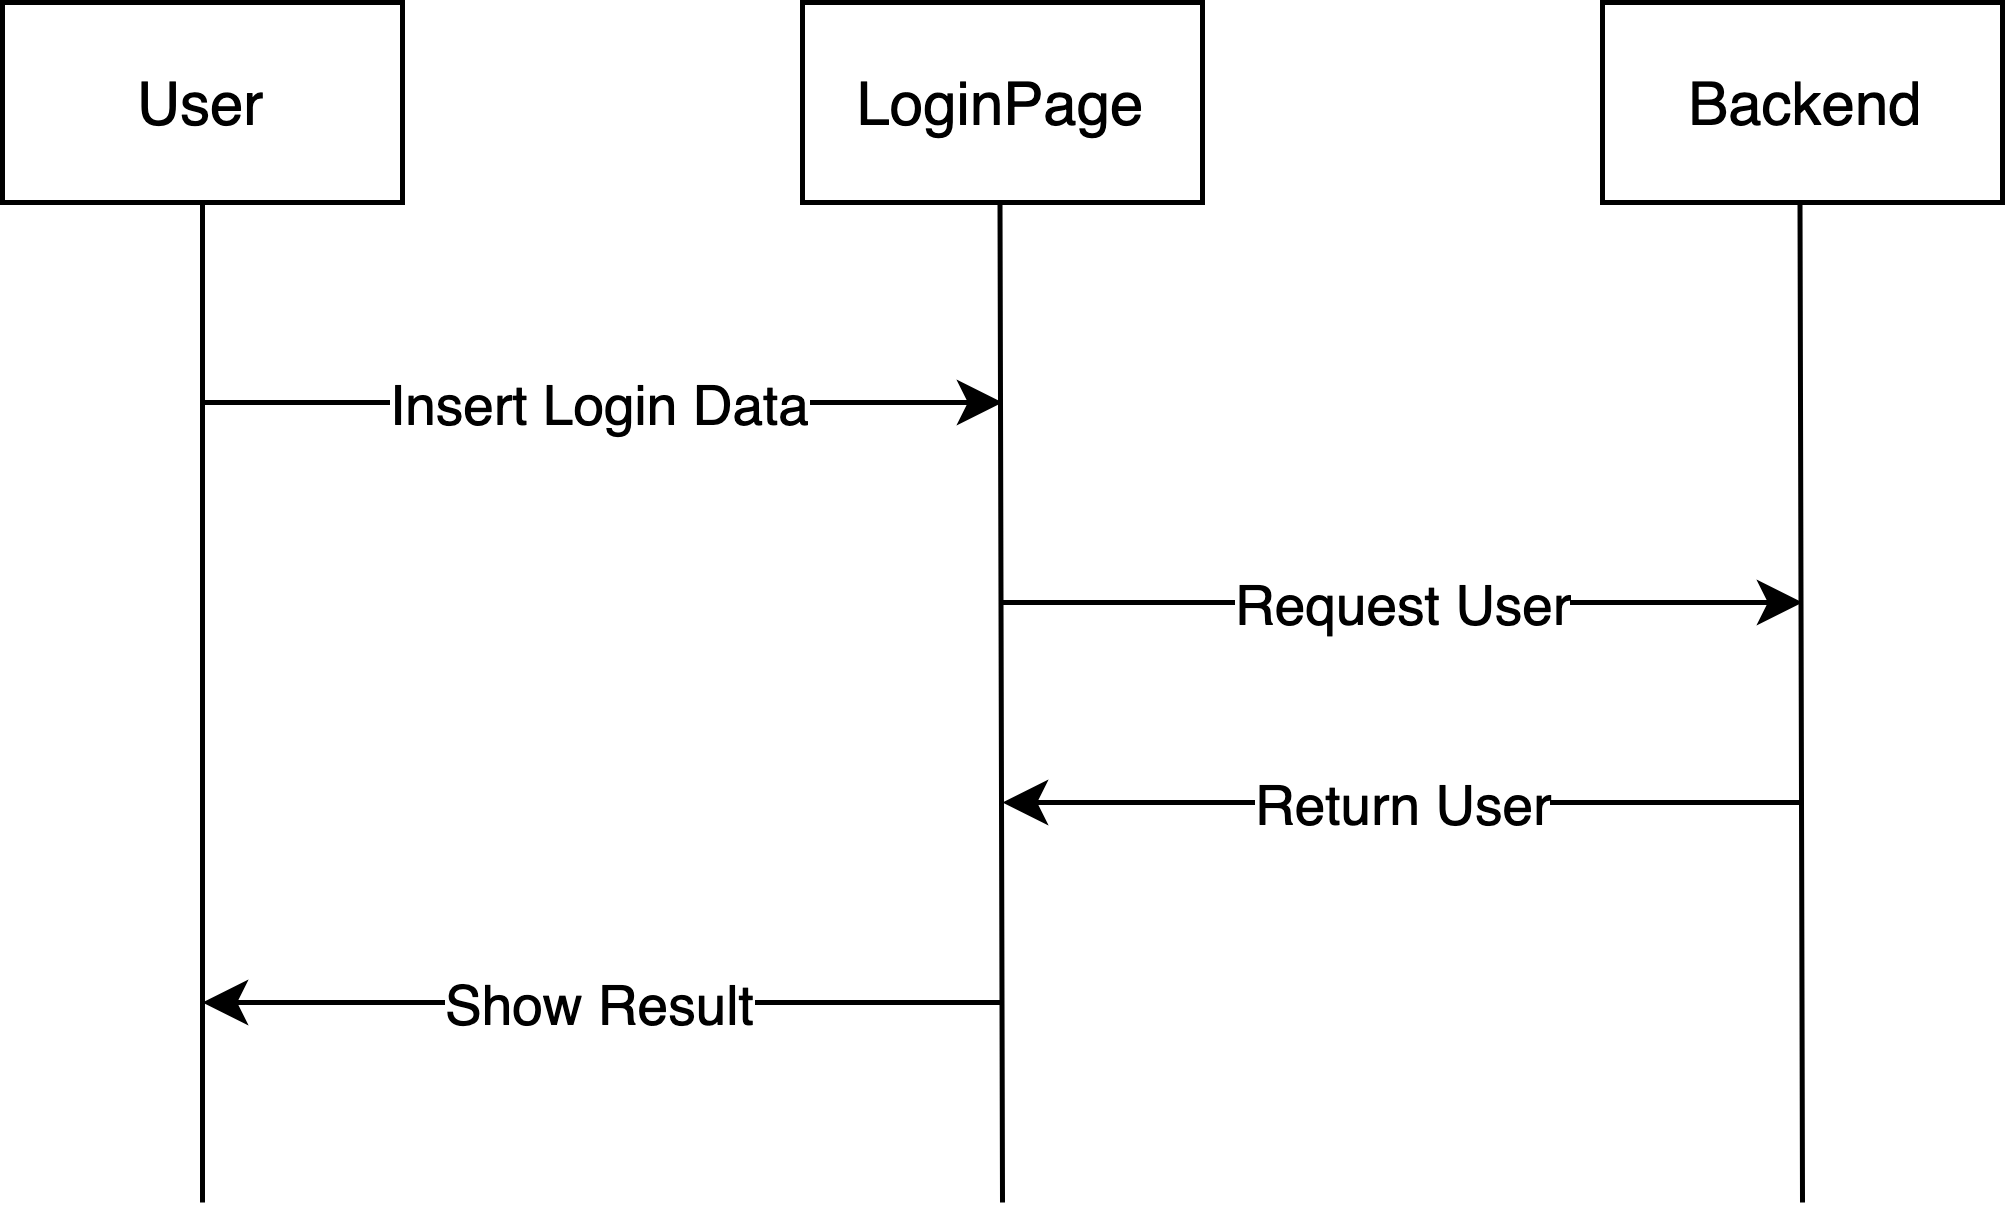 User
LoginPage
Backend
Insert Login Data
Request User
Return User
Show Result